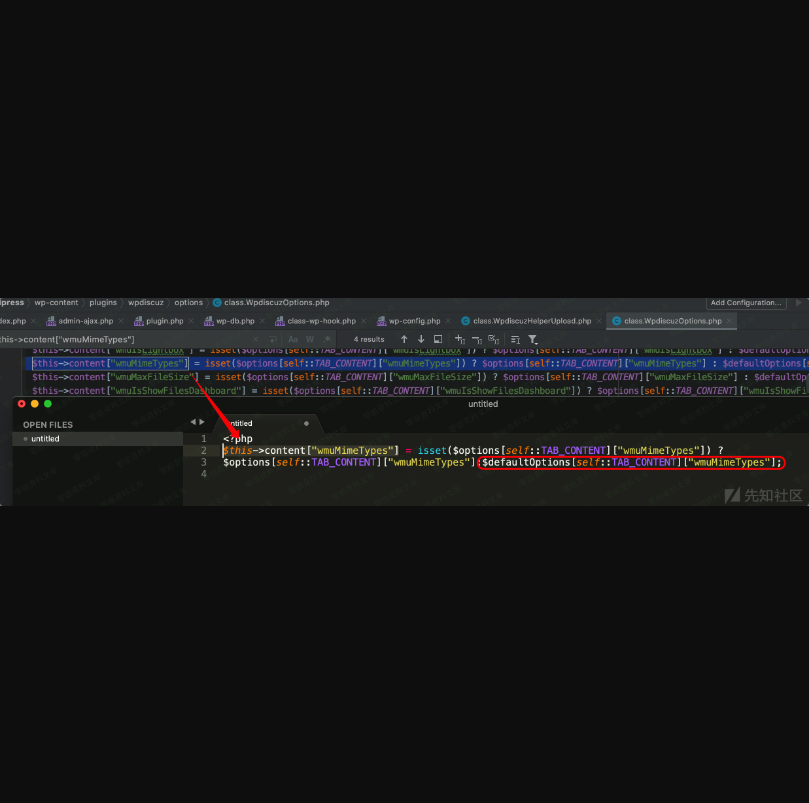 press › wp-content › plugins › wpdiscuz › options › class.WpdiscuzOptions.php Add Configuration...
dex.php × admin-ajax.php × plugin.php × wp-db.php × class-wp-hook.php × wp-config.php × class.WpdiscuzHelperUpload.php × class.WpdiscuzOptions.php ×
his->content["wmuMimeTypes"] × Aa W .* 4 results
$this->content["wmuIsLightbox"] = isset($options[self::TAB_CONTENT]["wmuIsLightbox"]) ? $options[self::TAB_CONTENT]["wmuIsLightbox"] : $defaultOption
$this->content["wmuMimeTypes"] = isset($options[self::TAB_CONTENT]["wmuMimeTypes"]) ? $options[self::TAB_CONTENT]["wmuMimeTypes"] : $defaultOptions[s
$this->content["wmuMaxFileSize"] = isset($options[self::TAB_CONTENT]["wmuMaxFileSize"]) ? $options[self::TAB_CONTENT]["wmuMaxFileSize"] : $defaultOp
$this->content["wmuIsShowFilesDashboard"] = isset($options[self::TAB_CONTENT]["wmuIsShowFilesDashboard"]) ? $options[self::TAB_CONTENT]["wmuIsShowFi
untitled
OPEN FILES
untitled
untitled
1 <?php
2 $this->content["wmuMimeTypes"] = isset($options[self::TAB_CONTENT]["wmuMimeTypes"]) ?
3 $options[self::TAB_CONTENT]["wmuMimeTypes"]:$defaultOptions[self::TAB_CONTENT]["wmuMimeTypes"];
4
先知社区